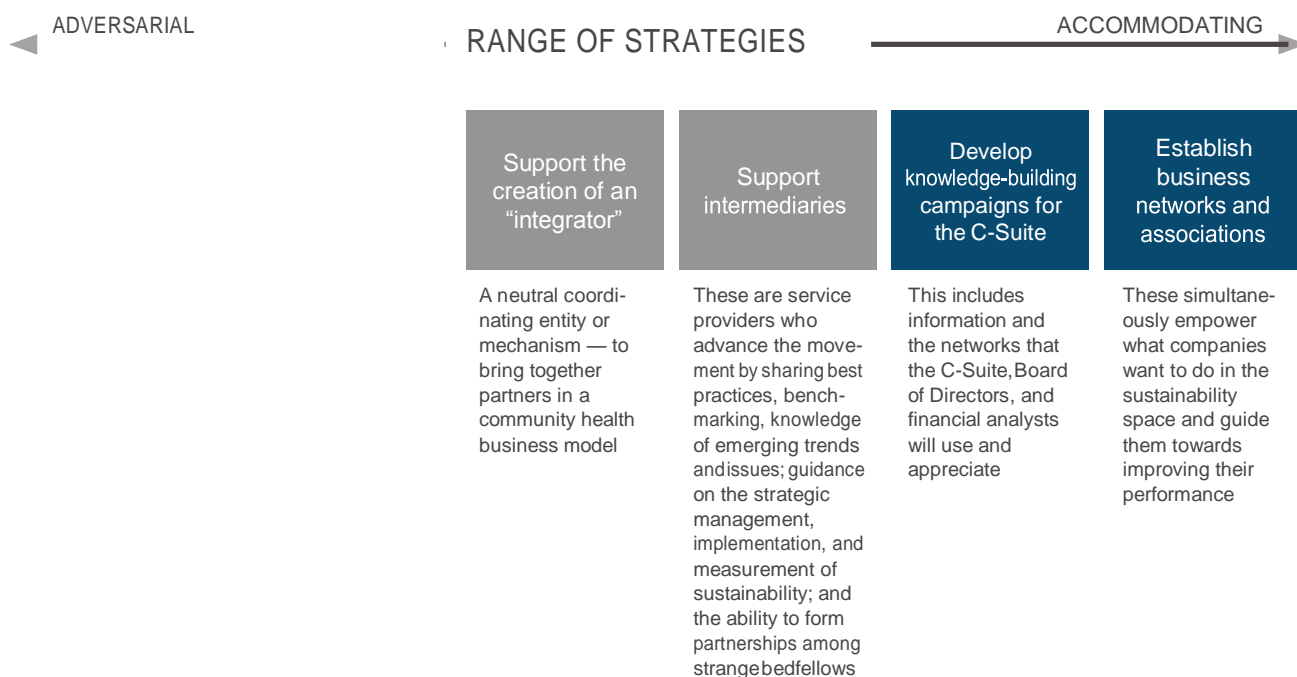 ADVERSARIAL
RANGE OF STRATEGIES
ACCOMMODATING
Support the
creation of an
“integrator”
A neutral coordi-
nating entity or
mechanism — to
bring together
partners in a
community health
business model
Support
intermediaries
These are service
providers who
advance the move-
ment by sharing best
practices, bench-
marking, knowledge
of emerging trends
and issues; guidance
on the strategic
management,
implementation, and
measurement of
sustainability; and
the ability to form
partnerships among
strange bedfellows
Develop
knowledge-building
campaigns for
the C-Suite
This includes
information and
the networks that
the C-Suite, Board
of Directors, and
financial analysts
will use and
appreciate
Establish
business
networks and
associations
These simultane-
ously empower
what companies
want to do in the
sustainability
space and guide
them towards
improving their
performance